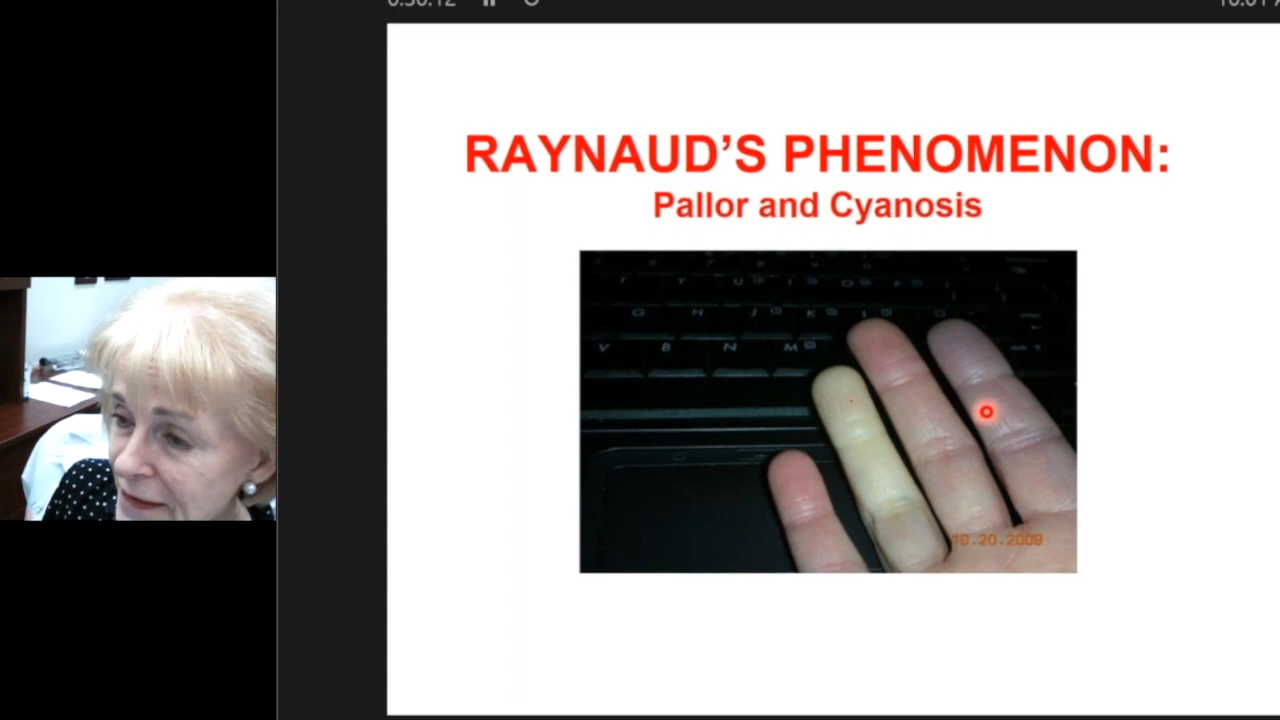 RAYNAUD’S PHENOMENON:
Pallor and Cyanosis
T Y U I O P
G H J K L
V B N M
10.20.2009